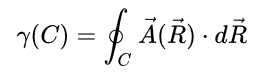 γ(C) = ∮_C A⃗(R⃗) · dR⃗